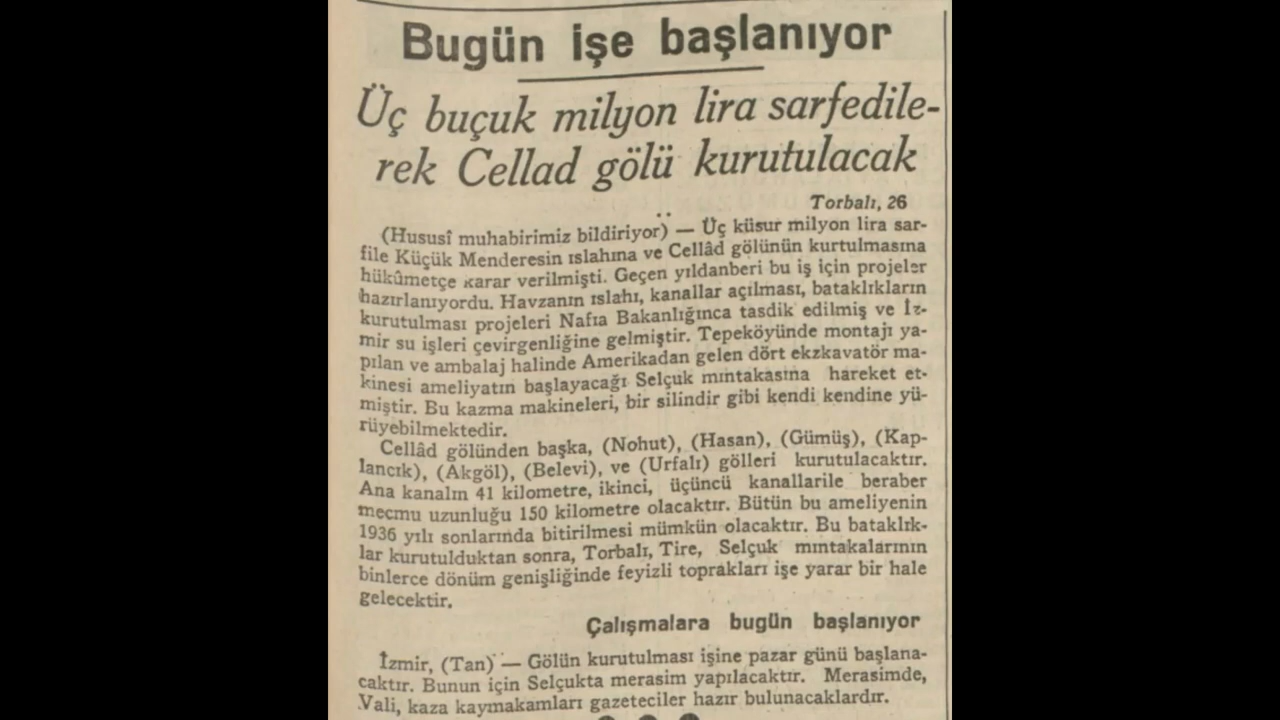 Bugün işe başlanıyor
Üç buçuk milyon lira sarfedile-
rek Cellad gölü kurutulacak
Torbalı, 26
(Hususî muhabirimiz bildiriyor) — Üç küsur milyon lira sar-
file Küçük Menderesin ıslahına ve Cellâd gölünün kurtulmasına
hükûmetçe karar verilmişti. Geçen yıldanberi bu iş için projeler
hazırlanıyordu. Havzanın ıslahı, kanallar açılması, bataklıkların
kurutulması projeleri Nafıa Bakanlığınca tasdik edilmiş ve İz-
mir su işleri çevirgenliğine gelmiştir. Tepeköyünde montajı ya-
pılan ve ambalaj halinde Amerikadan gelen dört ekzkavatör ma-
kinesi ameliyatın başlayacağı Selçuk mıntakasına hareket et-
miştir. Bu kazma makineleri, bir silindir gibi kendi kendine yü-
rüyebilmektedir.
Cellâd gölünden başka, (Nohut), (Hasan), (Gümüş), (Kap-
lancık), (Akgöl), (Belevi), ve (Urfalı) gölleri kurutulacaktır.
Ana kanalın 41 kilometre, ikinci, üçüncü kanallarile beraber
mecmu uzunluğu 150 kilometre olacaktır. Bütün bu ameliyenin
1936 yılı sonlarında bitirilmesi mümkün olacaktır. Bu bataklık-
lar kurutulduktan sonra, Torbalı, Tire, Selçuk mıntakalarının
binlerce dönüm genişliğinde feyizli toprakları işe yarar bir hale
gelecektir.
Çalışmalara bugün başlanıyor
İzmir, (Tan) — Gölün kurutulması işine pazar günü başlana-
caktır. Bunun için Selçukta merasim yapılacaktır. Merasimde,
Vali, kaza kaymakamları gazeteciler hazır bulunacaklardır.